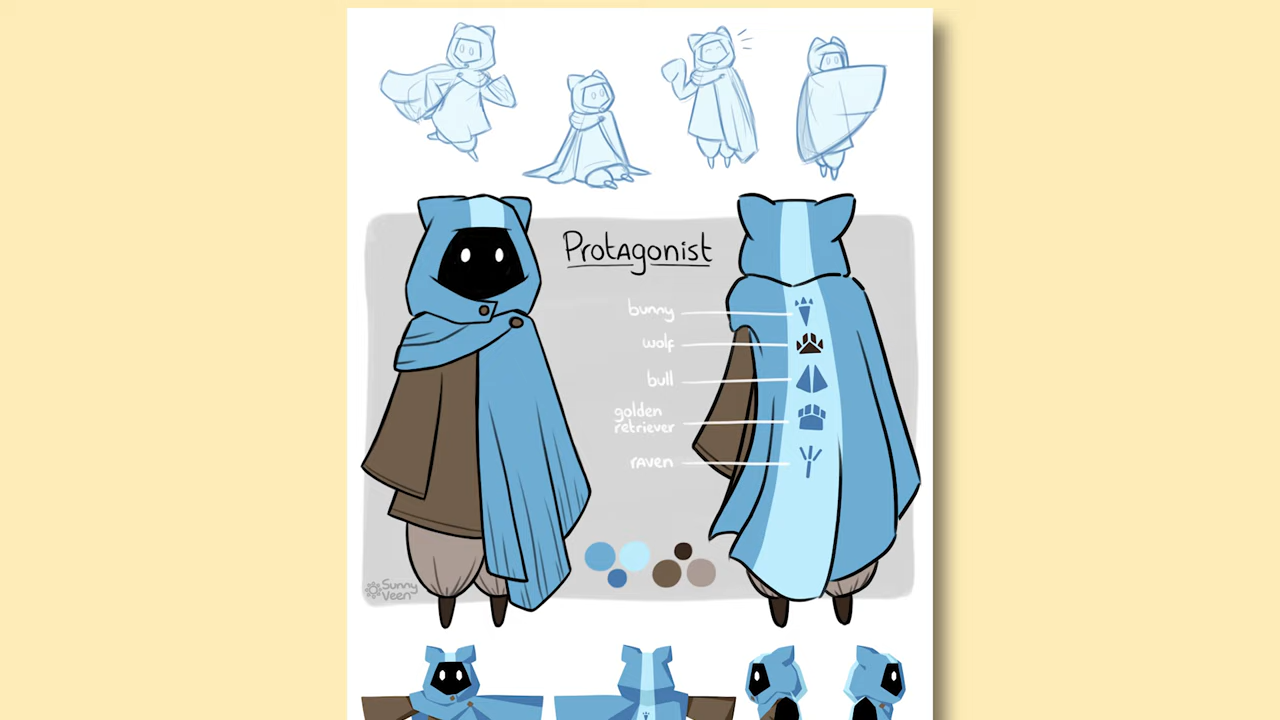 Protagonist
bunny
wolf
bull
golden
retriever
raven
Sunny
Veen